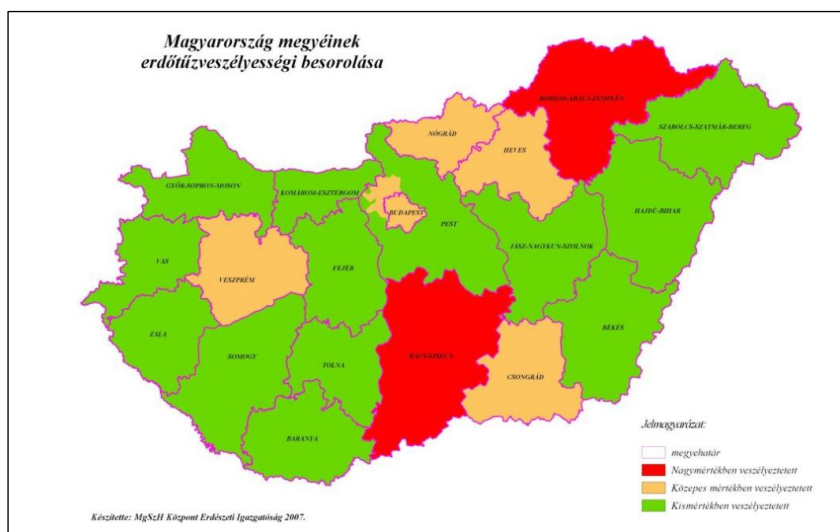 Magyarország megyéinek
erdőtűzveszélyességi besorolása
BORSOD-ABAÚJ-ZEMPLÉN
NÓGRÁD
SZABOLCS-SZATMÁR-BEREG
HEVES
GYŐR-SOPRON-MOSON
KOMÁROM-ESZTERGOM
HAJDÚ-BIHAR
BUDAPEST
PEST
JÁSZ-NAGYKUN-SZOLNOK
VAS
FEJÉR
VESZPRÉM
BÉKÉS
ZALA
SOMOGY
TOLNA
BÁCS-KISKUN
CSONGRÁD
BARANYA
Jelmagyarázat:
megyehatár
Nagymértékben veszélyeztetett
Közepes mértékben veszélyeztetett
Kismértékben veszélyeztetett
Készítette: MgSzH Központ Erdészeti Igazgatóság 2007.